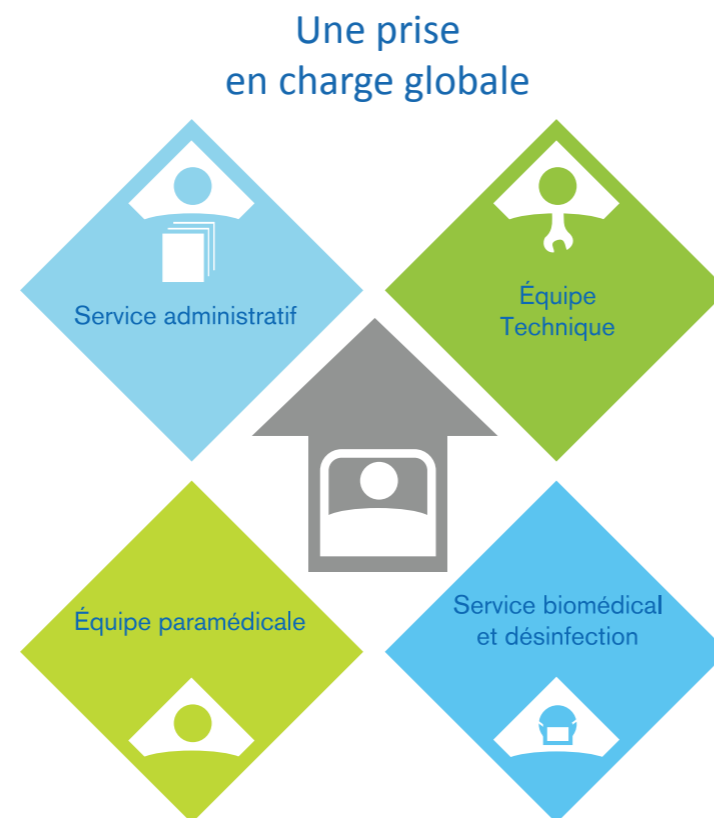 Une prise
en charge globale
Service administratif
Équipe
Technique
Équipe paramédicale
Service biomédical
et désinfection